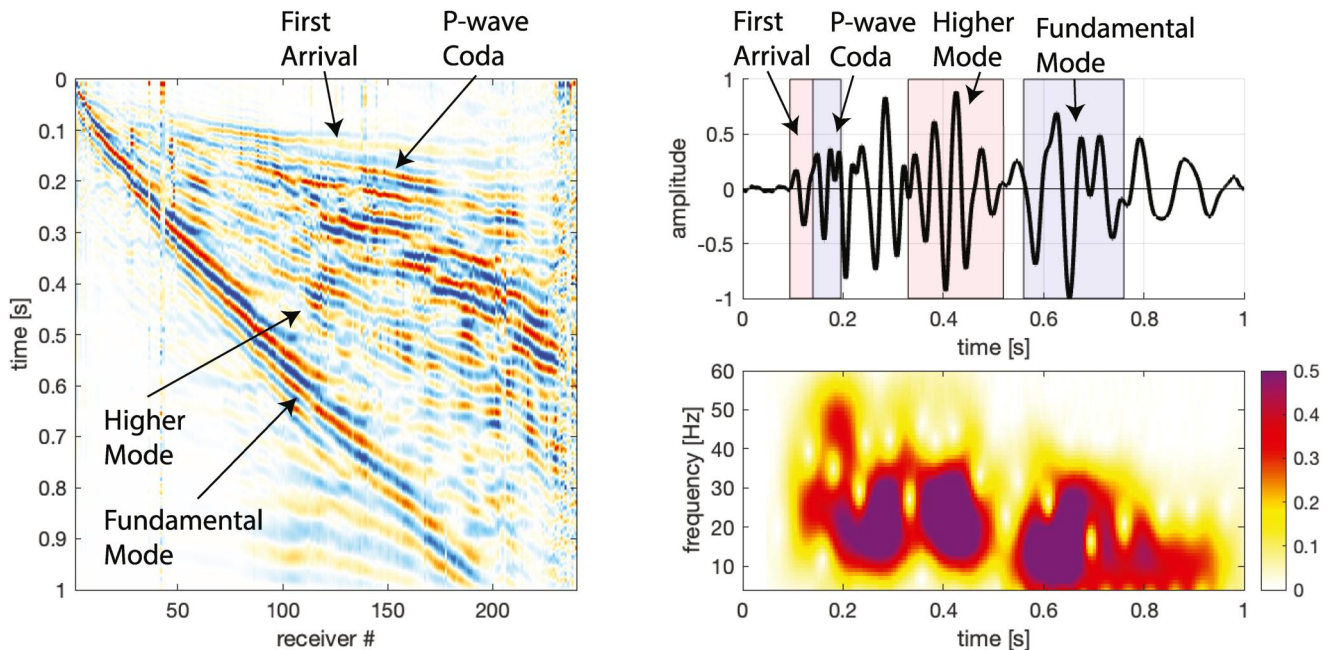 First
Arrival
P-wave
Coda
0
0.1
0.2
0.3
0.4
0.5
0.6
0.7
0.8
0.9
1
time [s]
Higher
Mode
Fundamental
Mode
50
100
150
200
receiver #
First
Arrival
P-wave
Coda
Higher
Mode
Fundamental
Mode
1
0.5
0
-0.5
-1
amplitude
0
0.2
0.4
0.6
0.8
1
time [s]
60
50
40
30
20
10
frequency [Hz]
0
0.2
0.4
0.6
0.8
1
time [s]
0.5
0.4
0.3
0.2
0.1
0